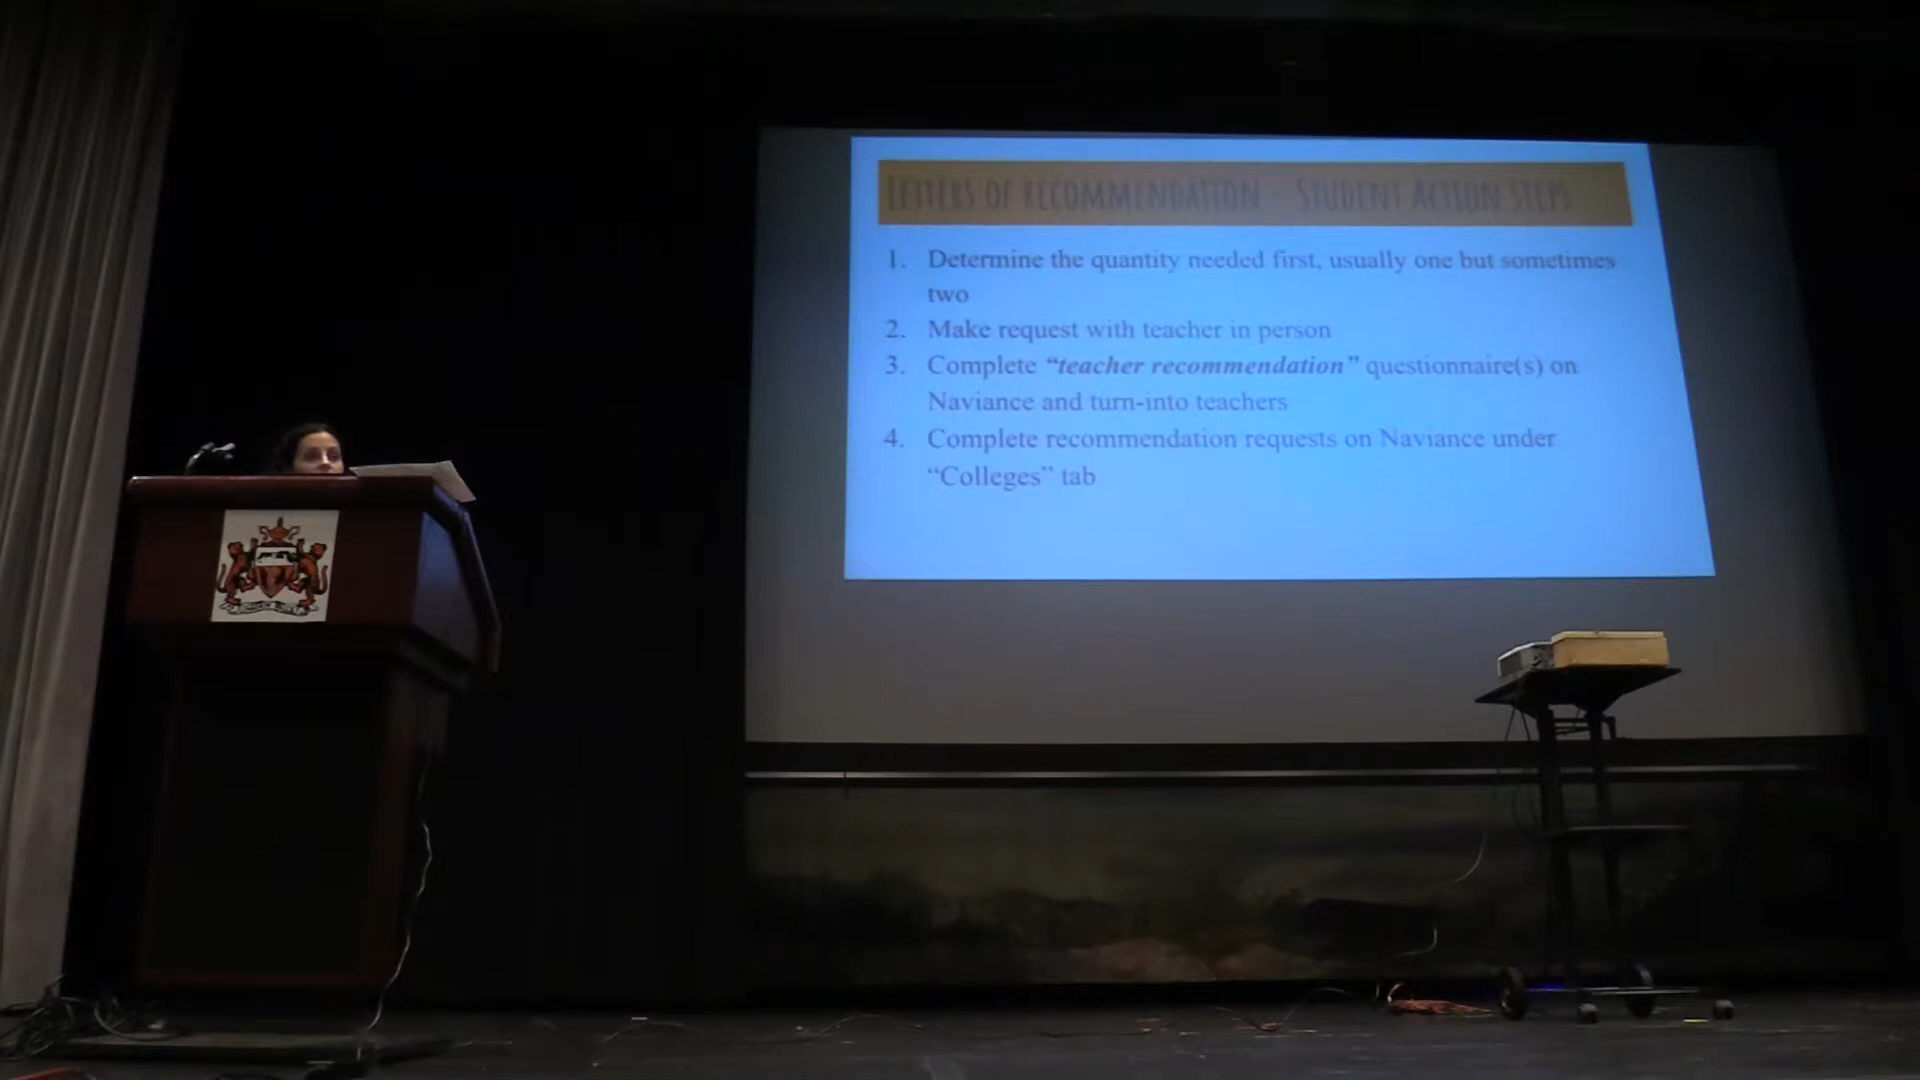 LETTERS OF RECOMMENDATION - STUDENT ACTION STEPS
1. Determine the quantity needed first, usually one but sometimes
two
2. Make request with teacher in person
3. Complete “teacher recommendation” questionnaire(s) on
Naviance and turn-into teachers
4. Complete recommendation requests on Naviance under
“Colleges” tab